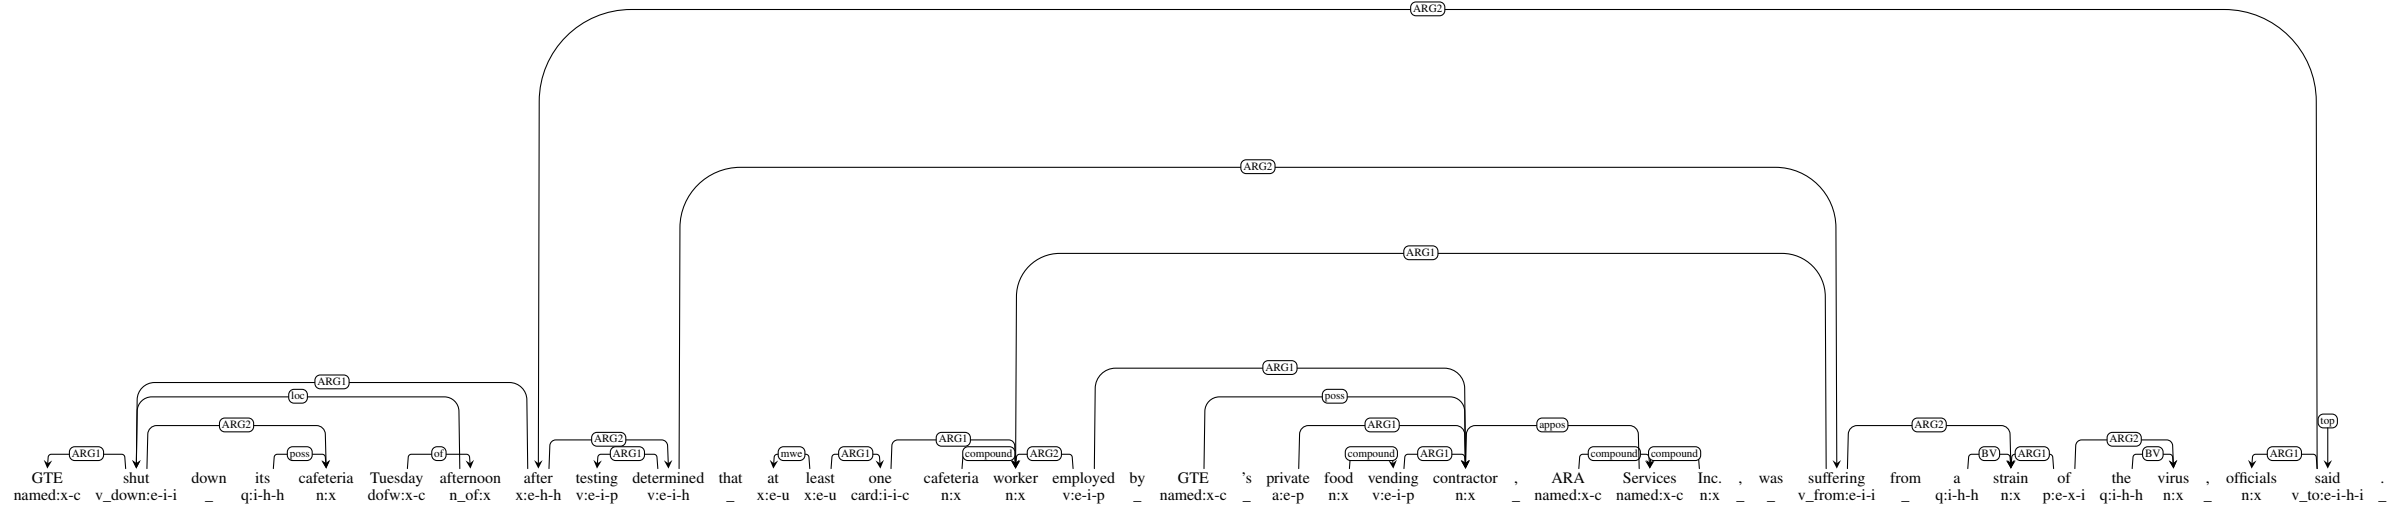 ARG2
ARG2
ARG1
ARG1
ARG1
loc poss
ARG2 ARG1 appos ARG2 top
ARG2 ARG1 ARG2
ARG1 poss of ARG1 mwe ARG1 compound ARG2 compound ARG1 compound compound BV ARG1 BV ARG1
GTE shut down its cafeteria Tuesday afternoon after testing determined that at least one cafeteria worker employed by GTE 's private food vending contractor , ARA Services Inc. , was suffering from a strain of the virus , officials said .
named:x-c v_down:e-i-i _ q:i-h-h n:x dofw:x-c n_of:x x:e-h-h v:e-i-p v:e-i-h _ x:e-u x:e-u card:i-i-c n:x n:x v:e-i-p _ named:x-c _ a:e-p n:x v:e-i-p n:x _ named:x-c named:x-c n:x _ _ v_from:e-i-i _ q:i-h-h n:x p:e-x-i q:i-h-h n:x _ n:x v_to:e-i-h-i _